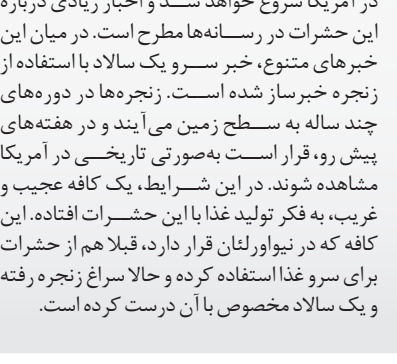 در آمریکا شروع خواهد شد و اخبار زیادی درباره
این حشرات در رسانه‌ها مطرح است. در میان این
خبرهای متنوع، خبر سرو یک سالاد با استفاده از
زنجره خبرساز شده است. زنجره‌ها در دوره‌های
چند ساله به سطح زمین می‌آیند و در هفته‌های
پیش رو، قرار است به‌صورتی تاریخی در آمریکا
مشاهده شوند. در این شرایط، یک کافه عجیب و
غریب، به فکر تولید غذا با این حشرات افتاده. این
کافه که در نیواورلئان قرار دارد، قبلا هم از حشرات
برای سرو غذا استفاده کرده و حالا سراغ زنجره رفته
و یک سالاد مخصوص با آن درست کرده است.